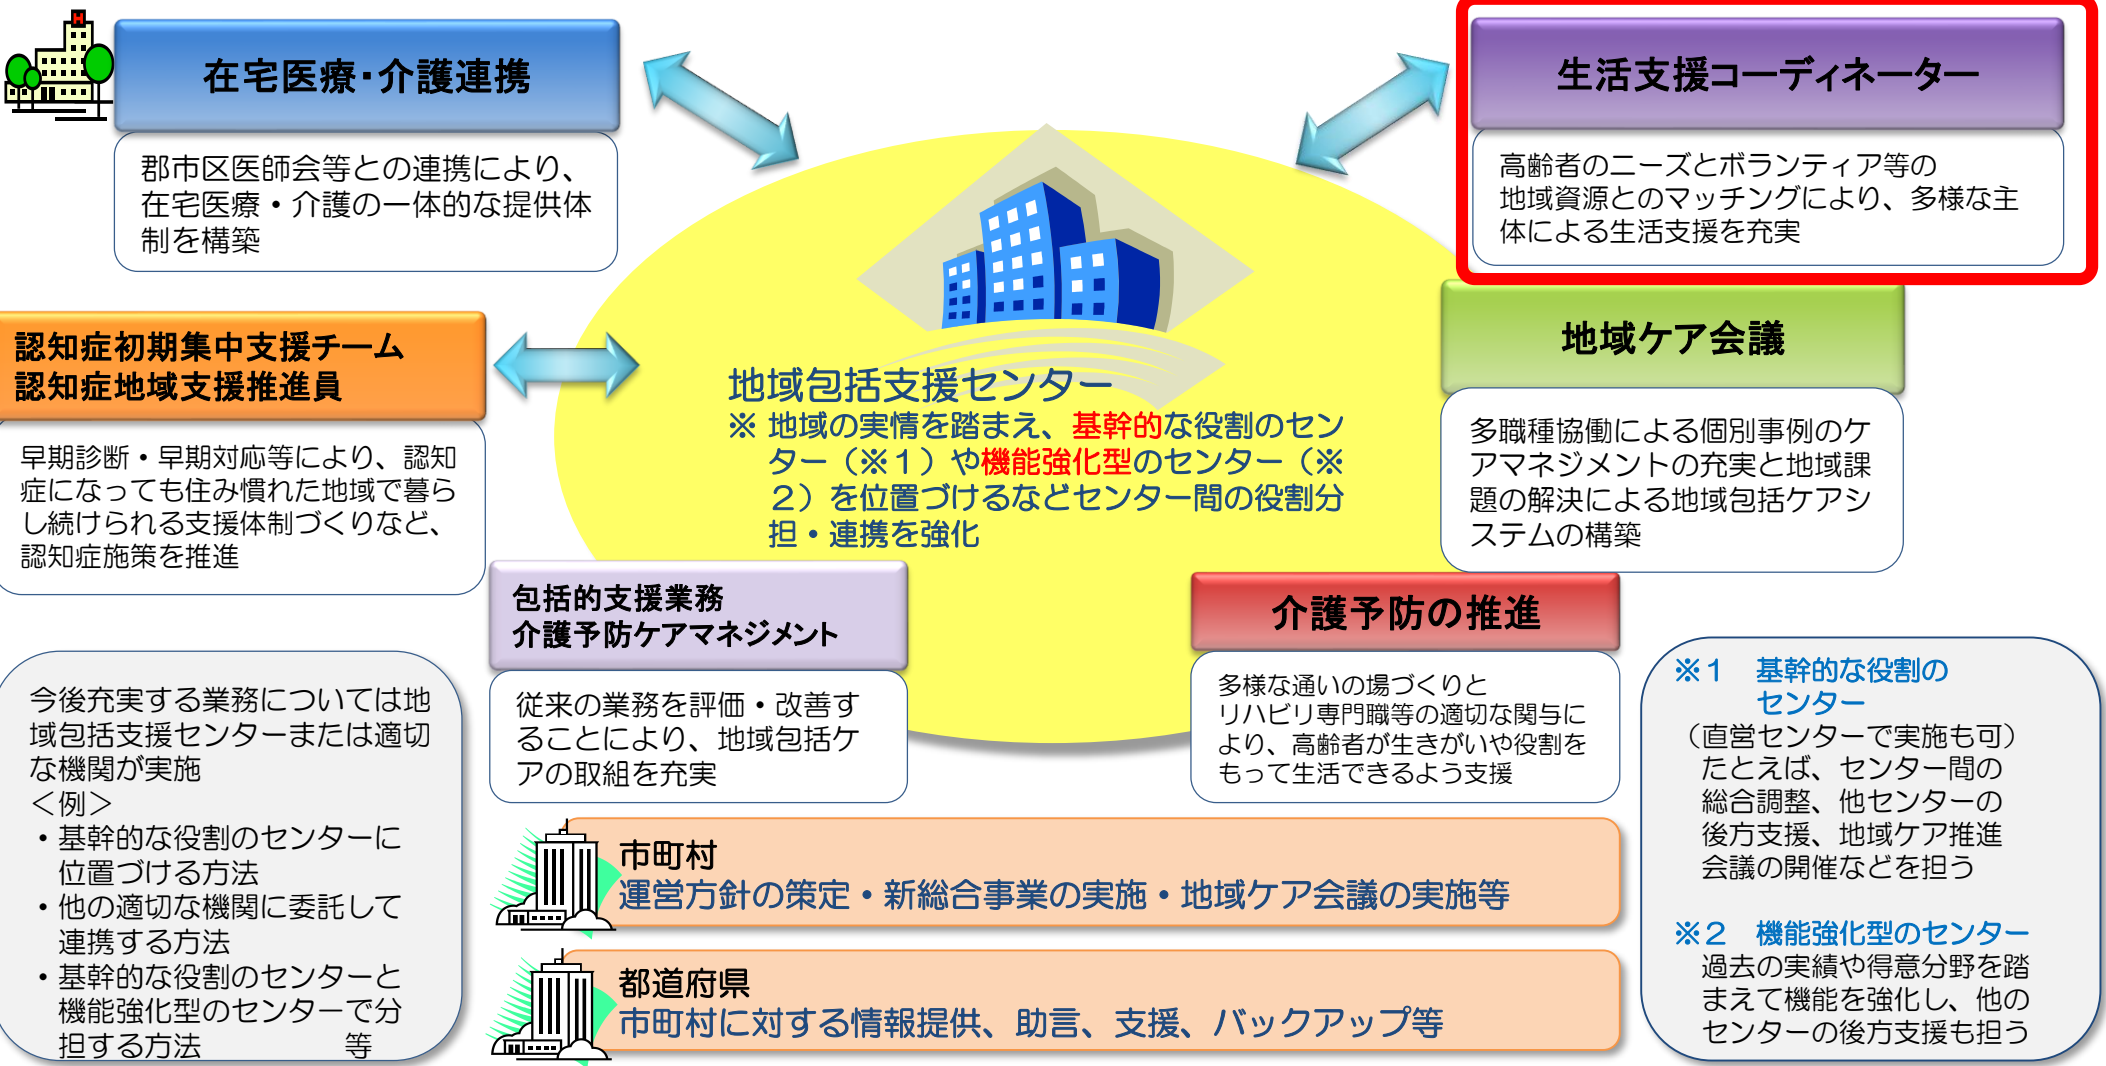 H
在宅医療・介護連携
郡市区医師会等との連携により、
在宅医療・介護の一体的な提供体
制を構築
生活支援コーディネーター
高齢者のニーズとボランティア等の
地域資源とのマッチングにより、多様な主
体による生活支援を充実
認知症初期集中支援チーム
認知症地域支援推進員
早期診断・早期対応等により、認知
症になっても住み慣れた地域で暮ら
し続けられる支援体制づくりなど、
認知症施策を推進
地域包括支援センター
※ 地域の実情を踏まえ、基幹的な役割のセン
ター（※１）や機能強化型のセンター（※
２）を位置づけるなどセンター間の役割分
担・連携を強化
地域ケア会議
多職種協働による個別事例のケ
アマネジメントの充実と地域課
題の解決による地域包括ケアシ
ステムの構築
包括的支援業務
介護予防ケアマネジメント
従来の業務を評価・改善す
ることにより、地域包括ケ
アの取組を充実
介護予防の推進
多様な通いの場づくりと
リハビリ専門職等の適切な関与に
より、高齢者が生きがいや役割を
もって生活できるよう支援
今後充実する業務については地
域包括支援センターまたは適切
な機関が実施
＜例＞
・基幹的な役割のセンターに
位置づける方法
・他の適切な機関に委託して
連携する方法
・基幹的な役割のセンターと
機能強化型のセンターで分
担する方法　　　　　等
※１　基幹的な役割の
センター
（直営センターで実施も可）
たとえば、センター間の
総合調整、他センターの
後方支援、地域ケア推進
会議の開催などを担う
※２　機能強化型のセンター
過去の実績や得意分野を踏
まえて機能を強化し、他の
センターの後方支援も担う
市町村
運営方針の策定・新総合事業の実施・地域ケア会議の実施等
都道府県
市町村に対する情報提供、助言、支援、バックアップ等